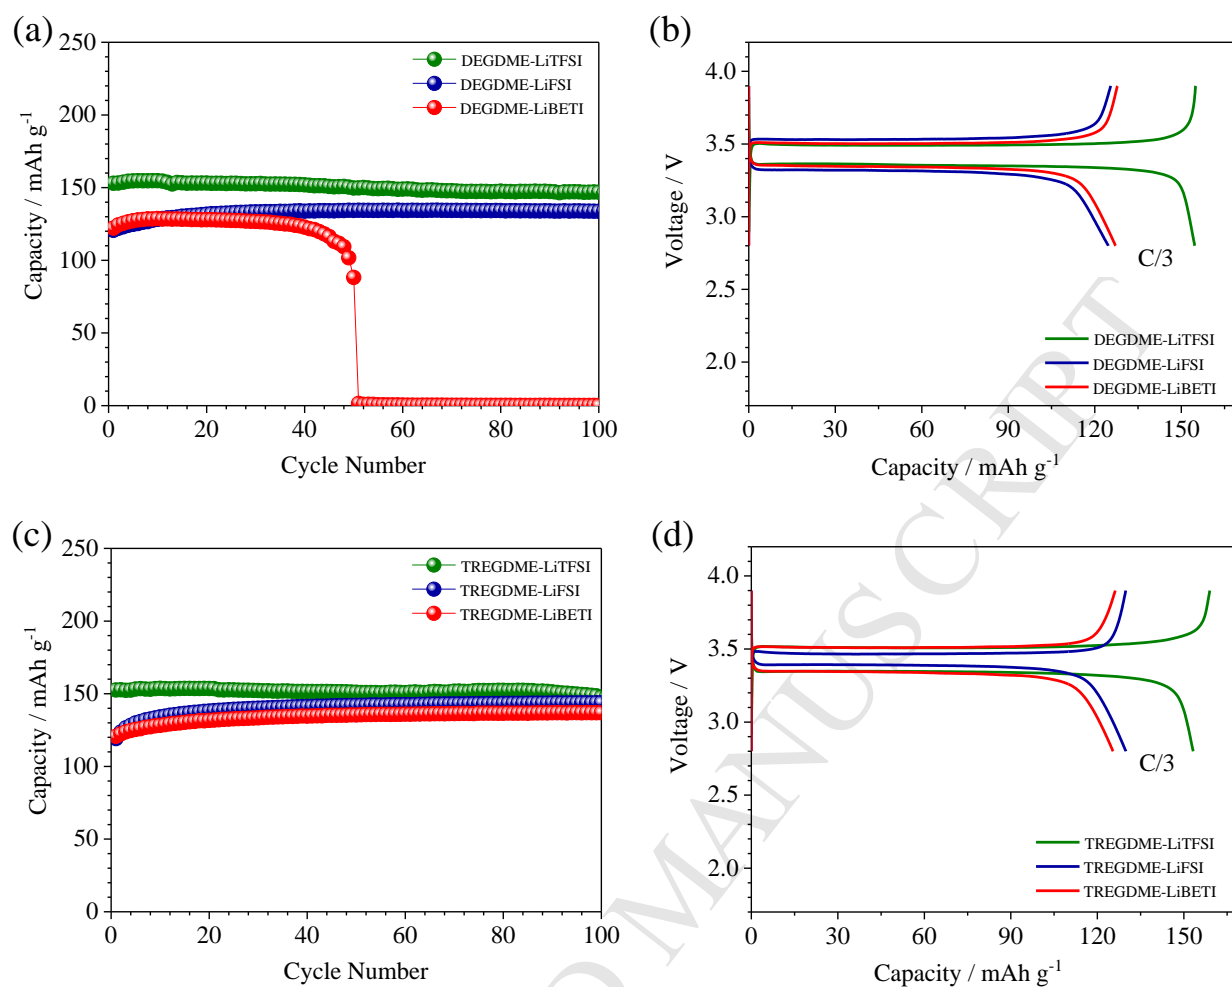 (a)
250
200
150
100
50
0
Capacity / mAh g-1
DEGDME-LiTFSI
DEGDME-LiFSI
DEGDME-LiBETI
0 20 40 60 80 100
Cycle Number
(b)
4.0
3.5
3.0
2.5
2.0
Voltage / V
C/3
DEGDME-LiTFSI
DEGDME-LiFSI
DEGDME-LiBETI
0 30 60 90 120 150
Capacity / mAh g-1
(c)
250
200
150
100
50
0
Capacity / mAh g-1
TREGDME-LiTFSI
TREGDME-LiFSI
TREGDME-LiBETI
0 20 40 60 80 100
Cycle Number
(d)
4.0
3.5
3.0
2.5
2.0
Voltage / V
C/3
TREGDME-LiTFSI
TREGDME-LiFSI
TREGDME-LiBETI
0 30 60 90 120 150
Capacity / mAh g-1
D MANUSCRIPT